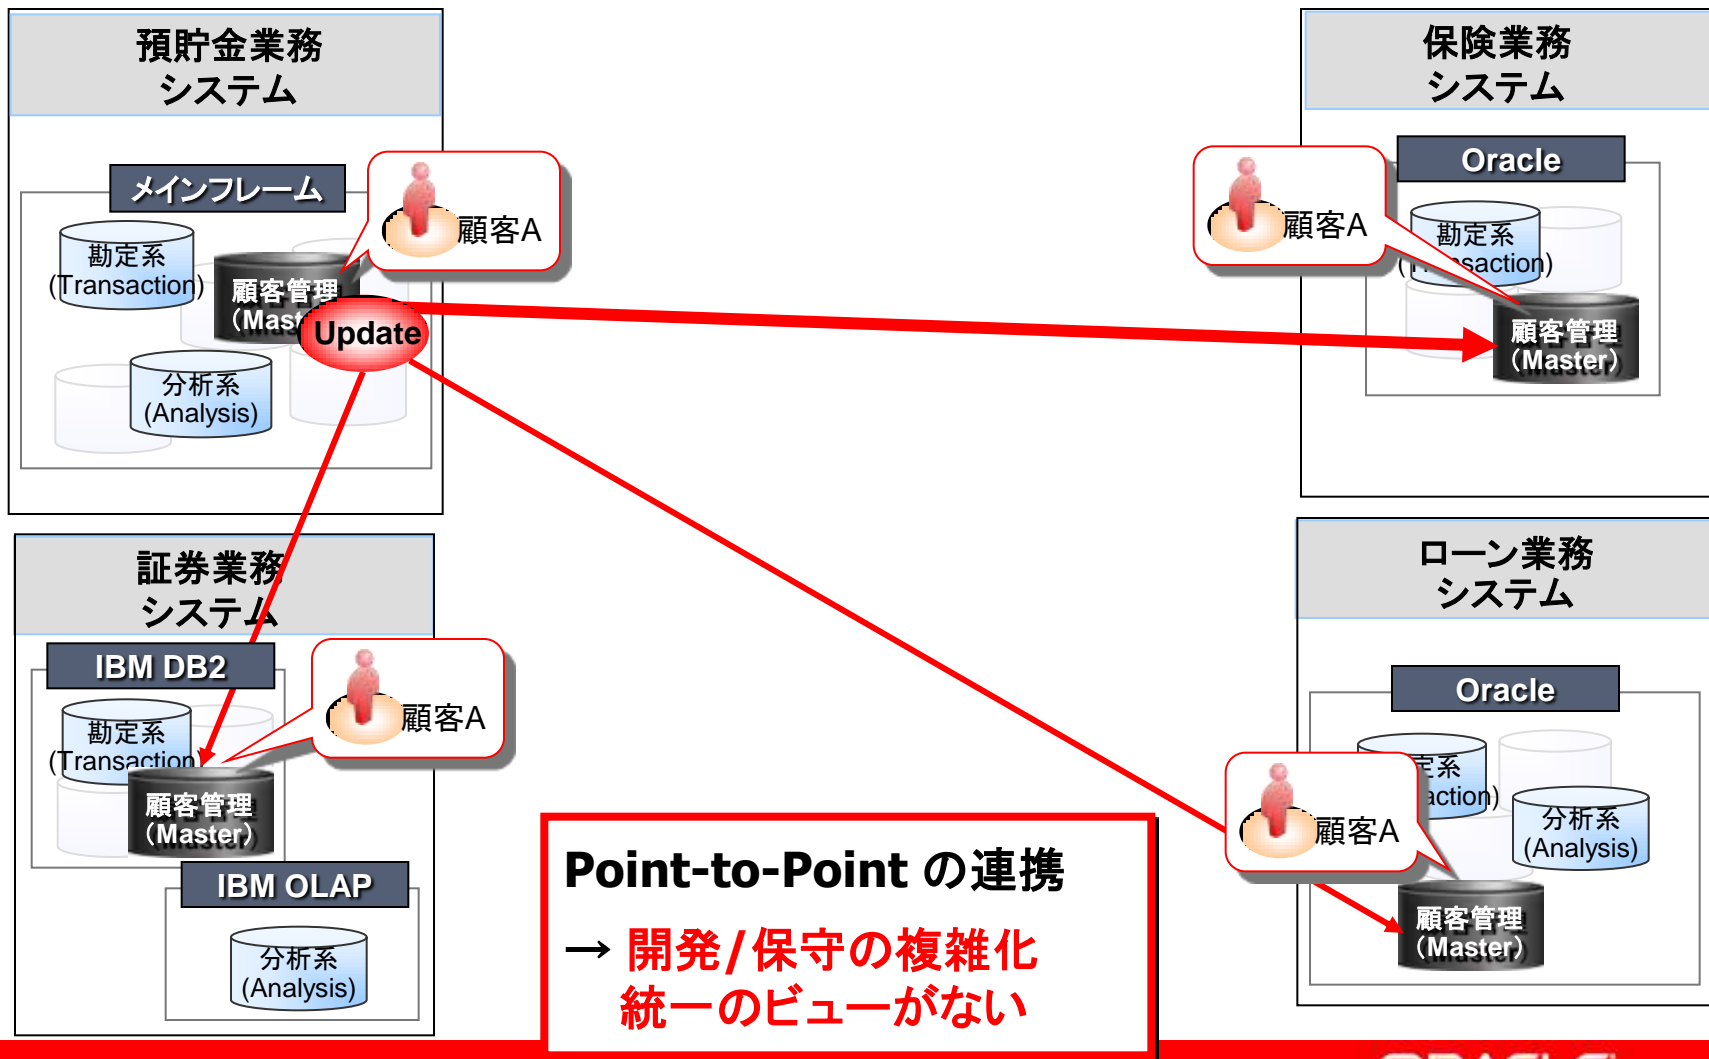 預貯金業務
システム
メインフレーム
勘定系
(Transaction)
顧客管理
Update
分析系
(Analysis)
顧客A
保険業務
システム
Oracle
顧客A
勘定系
顧客管理
(Master)
証券業務
システム
IBM DB2
勘定系
(Transaction)
顧客管理
(Master)
顧客A
IBM OLAP
分析系
(Analysis)
ローン業務
システム
Oracle
顧客A
分析系
(Analysis)
顧客管理
(Master)
Point-to-Point の連携
→ 開発/保守の複雑化
統一のビューがない